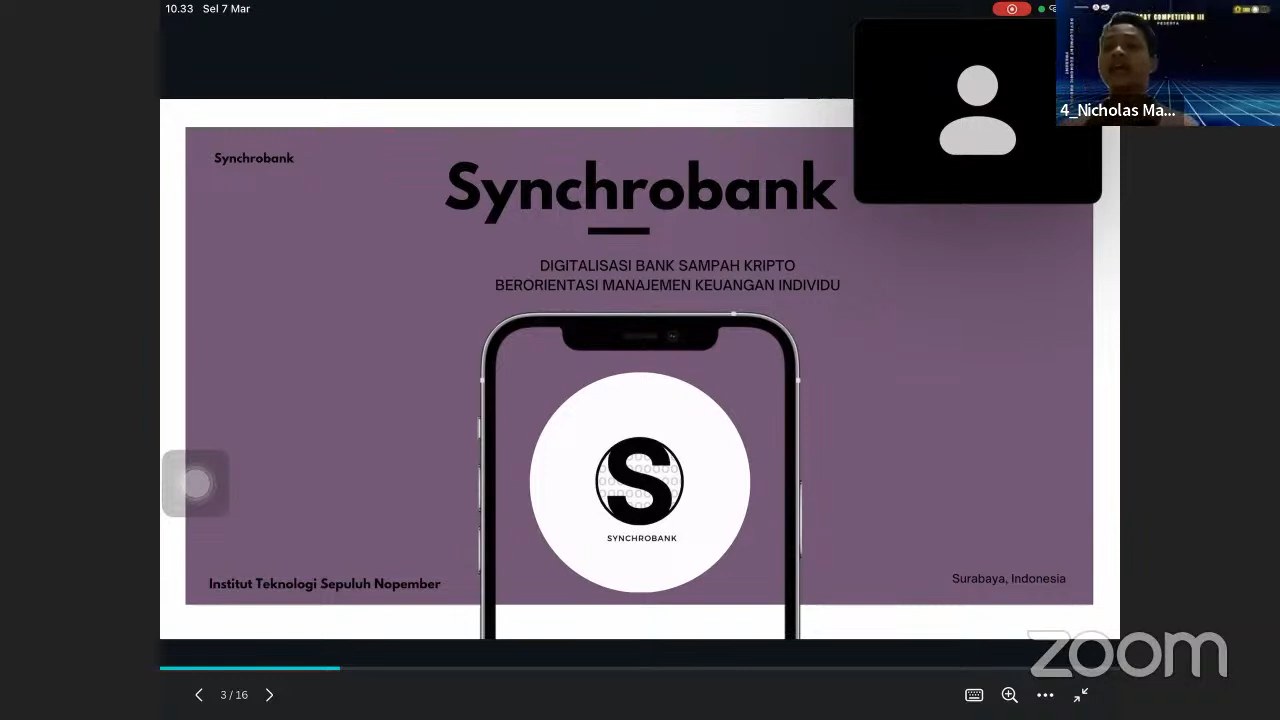 10.33 Sel 7 Mar
4_Nicholas Ma...
Synchrobank
Synchrobank
DIGITALISASI BANK SAMPAH KRIPTO
BERORIENTASI MANAJEMEN KEUANGAN INDIVIDU
S
SYNCHROBANK
Institut Teknologi Sepuluh Nopember
Surabaya, Indonesia
zoom
3 / 16